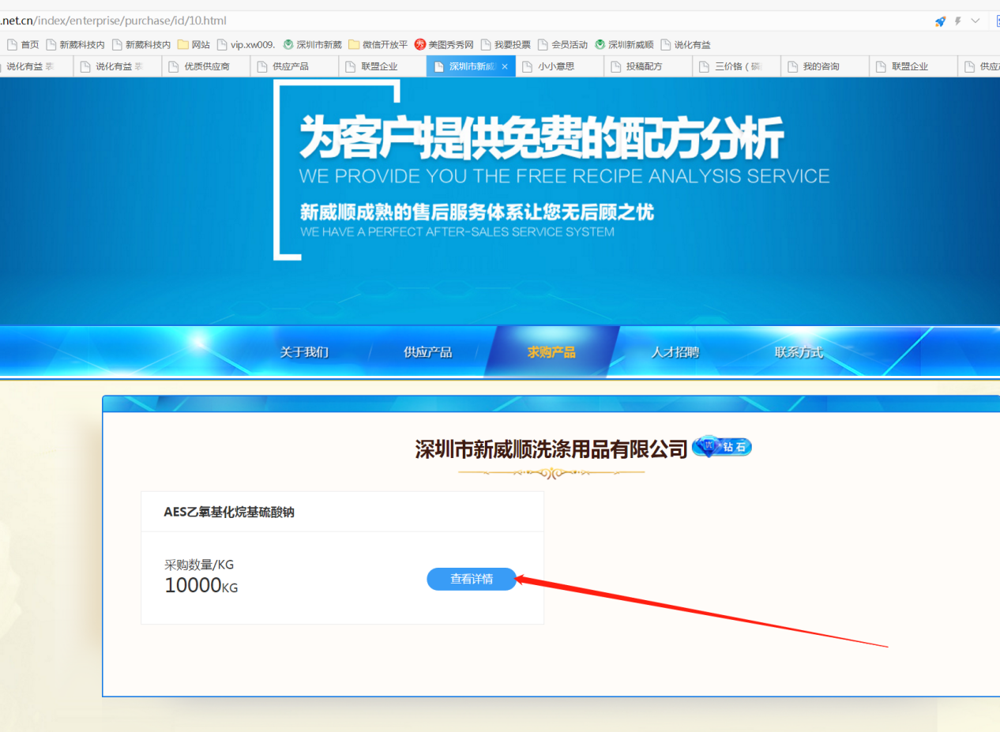 .net.cn/index/enterprise/purchase/id/10.html
首页 新葳科技内 新葳科技内 网站 vip.xw009. 深圳市新葳 微信开放平 美图秀秀网 我要投票 会员活动 深圳新威顺 说化有益
说化有益 说化有益 优质供应商 供应产品 联盟企业 深圳市新威 × 小小意思 投稿配方 三价铬（磷 我的咨询 联盟企业 供应
为客户提供免费的配方分析
WE PROVIDE YOU THE FREE RECIPE ANALYSIS SERVICE
新威顺成熟的售后服务体系让您无后顾之忧
WE HAVE A PERFECT AFTER-SALES SERVICE SYSTEM
关于我们 供应产品 求购产品 人才招聘 联系方式
深圳市新威顺洗涤用品有限公司 钻石
AES乙氧基化烷基硫酸钠
采购数量/KG
10000KG
查看详情